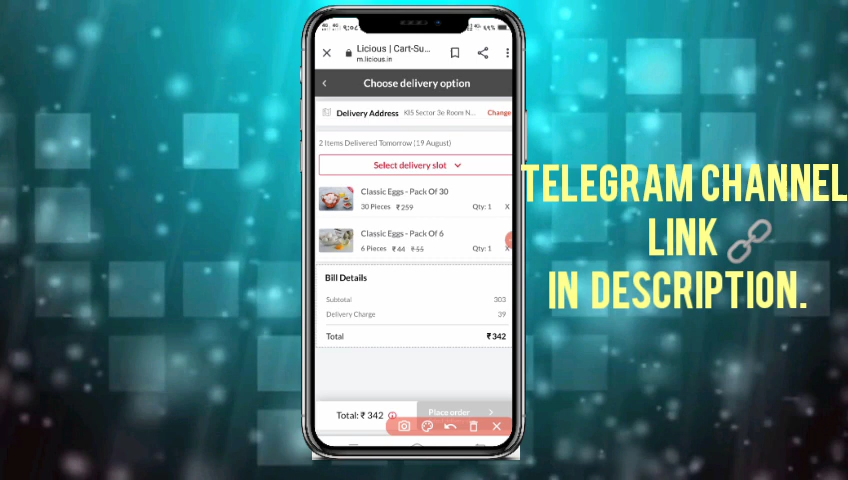 Licious | Cart-Su...
m.licious.in
Choose delivery option
Delivery Address
Change
2 Items Delivered Tomorrow (19 August)
Select delivery slot
Classic Eggs - Pack Of 30
30 Pieces ₹259 Qty: 1 X
Classic Eggs - Pack Of 6
6 Pieces ₹44 ₹55 Qty: 1 X
Bill Details
Subtotal 303
Delivery Charge 39
Total ₹342
Total: ₹ 342
Place order
TELEGRAM CHANNEL
LINK
IN DESCRIPTION.